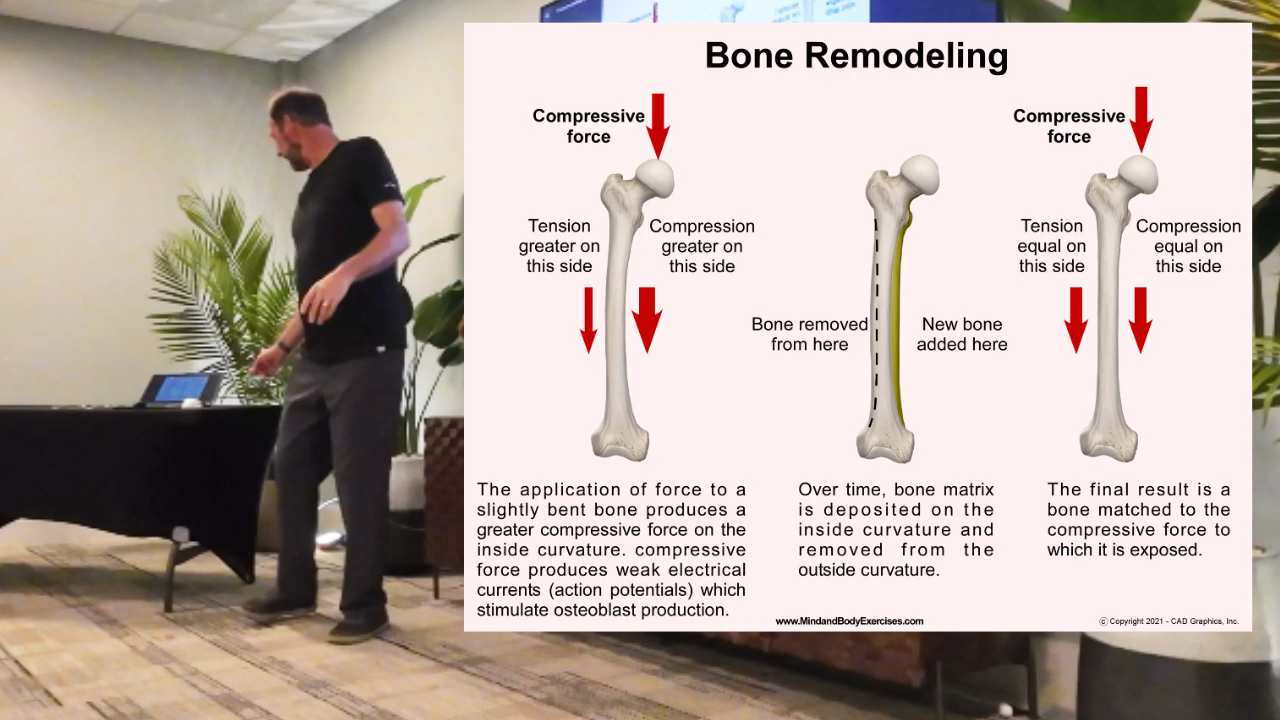 Bone Remodeling
Compressive
force
Tension
greater on
this side
Compression
greater on
this side
The application of force to a
slightly bent bone produces a
greater compressive force on the
inside curvature. compressive
force produces weak electrical
currents (action potentials) which
stimulate osteoblast production.
Bone removed
from here
New bone
added here
Over time, bone matrix
is deposited on the
inside curvature and
removed from the
outside curvature.
Compressive
force
Tension
equal on
this side
Compression
equal on
this side
The final result is a
bone matched to the
compressive force to
which it is exposed.
www.MindandBodyExercises.com
© Copyright 2021 - CAD Graphics, Inc.